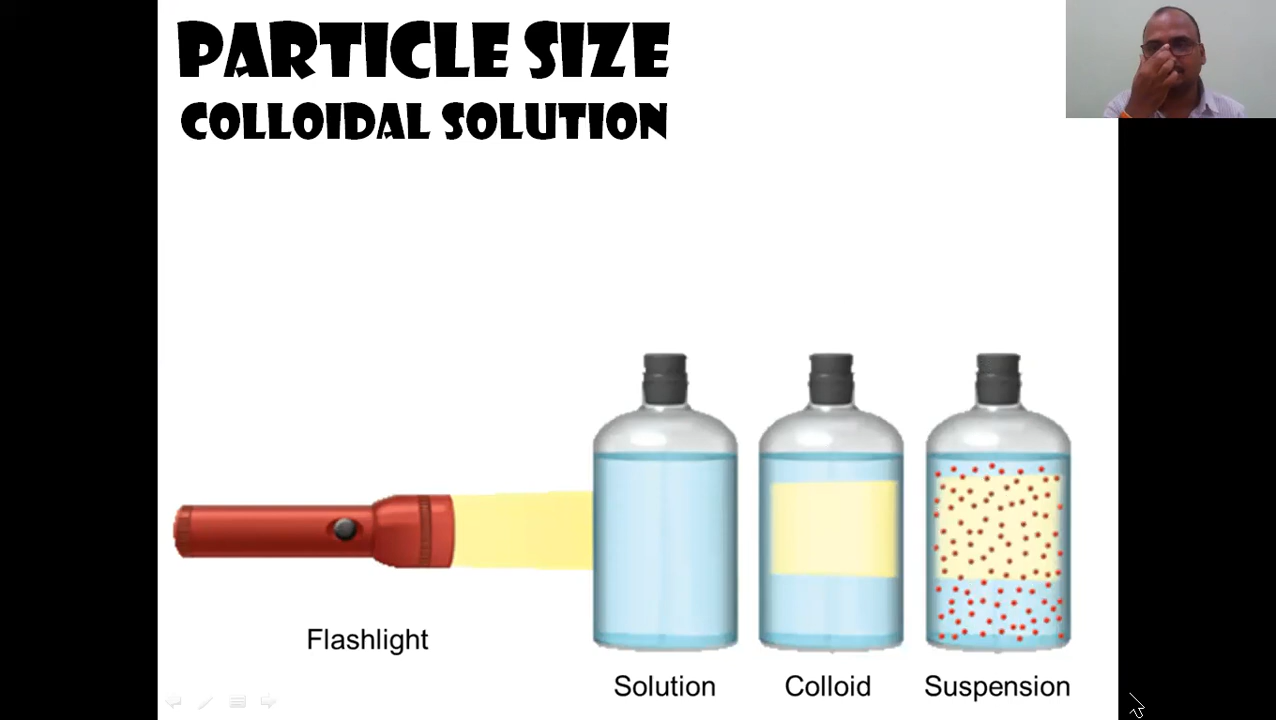 PARTICLE SIZE
COLLOIDAL SOLUTION
Flashlight
Solution
Colloid
Suspension